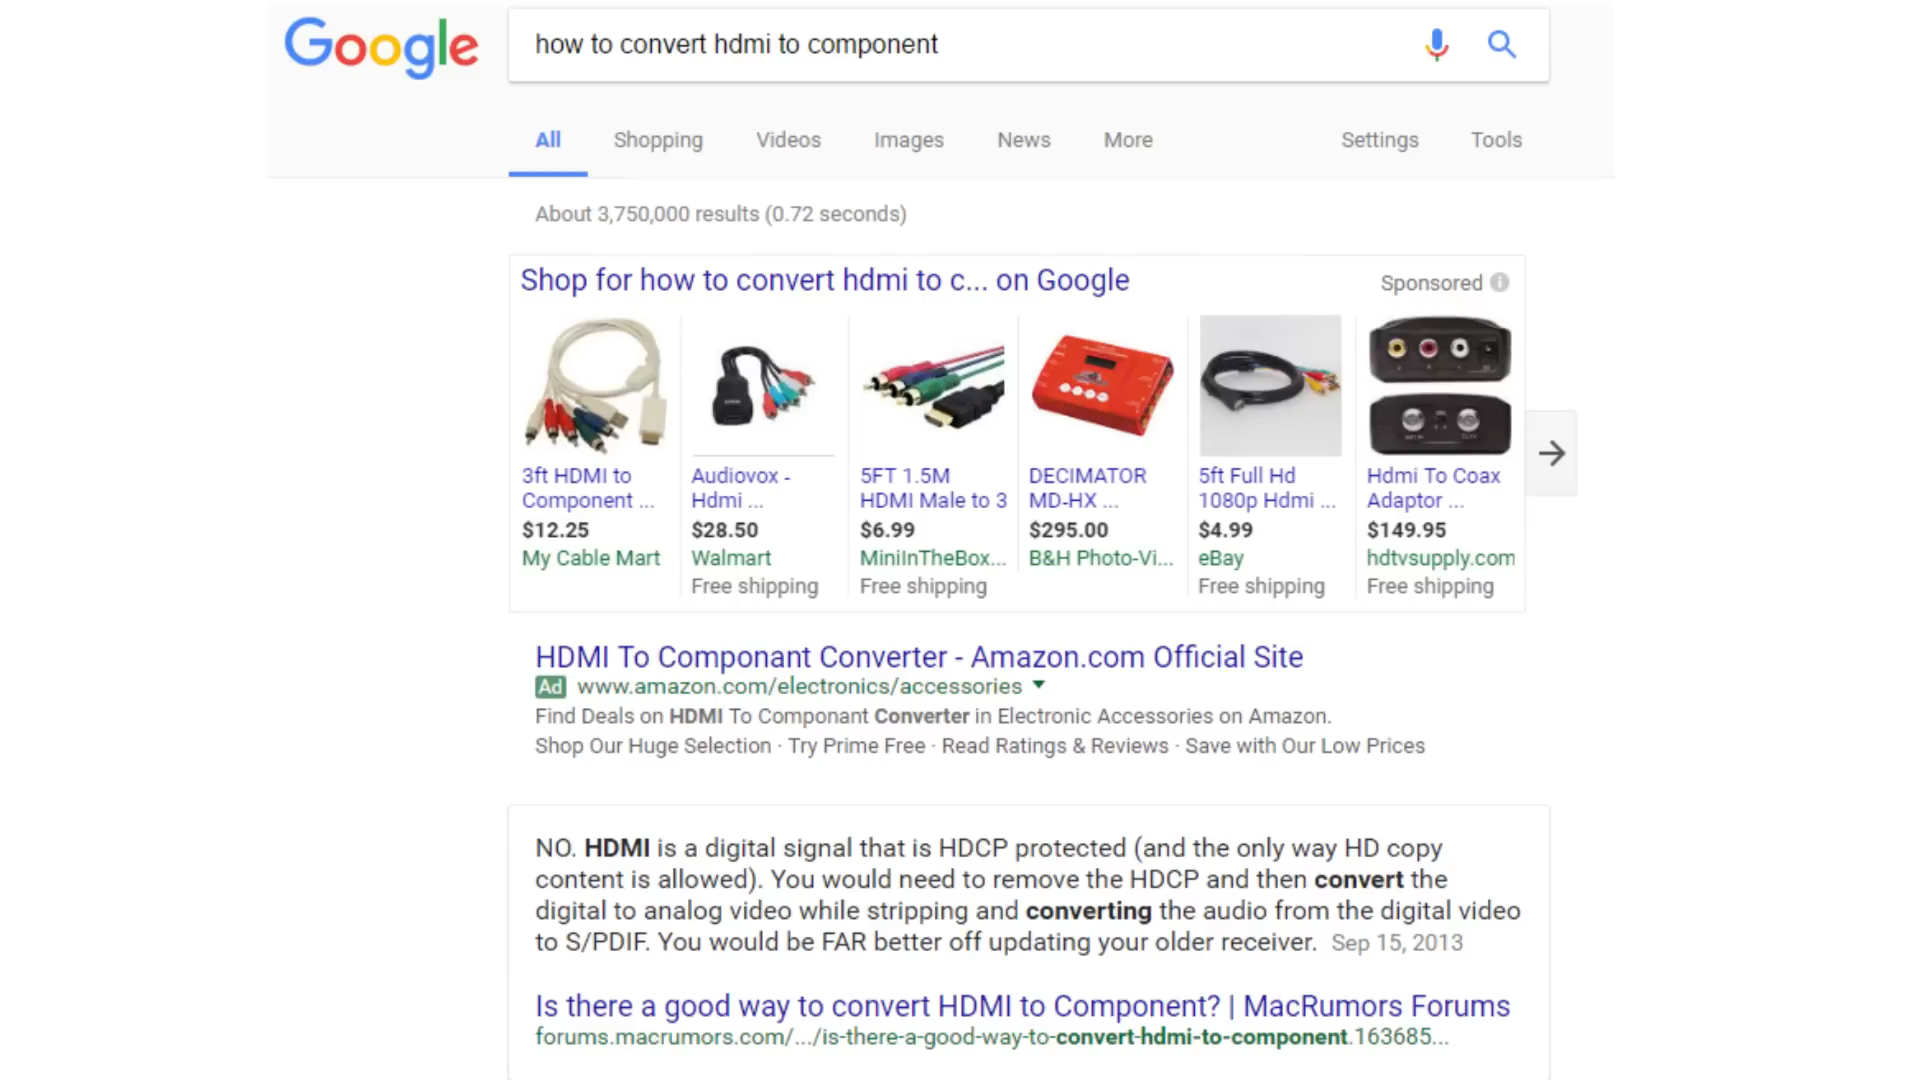 Google
how to convert hdmi to component
All Shopping Videos Images News More Settings Tools
About 3,750,000 results (0.72 seconds)
Shop for how to convert hdmi to c... on Google
Sponsored
3ft HDMI to
Component ...
$12.25
My Cable Mart
Audiovox -
Hdmi ...
$28.50
Walmart
Free shipping
5FT 1.5M
HDMI Male to 3
$6.99
MiniInTheBox...
Free shipping
DECIMATOR
MD-HX ...
$295.00
B&H Photo-Vi...
5ft Full Hd
1080p Hdmi ...
$4.99
eBay
Free shipping
Hdmi To Coax
Adaptor ...
$149.95
hdtvsupply.com
Free shipping
HDMI To Componant Converter - Amazon.com Official Site
Ad www.amazon.com/electronics/accessories
Find Deals on HDMI To Componant Converter in Electronic Accessories on Amazon.
Shop Our Huge Selection · Try Prime Free · Read Ratings & Reviews · Save with Our Low Prices
NO. HDMI is a digital signal that is HDCP protected (and the only way HD copy
content is allowed). You would need to remove the HDCP and then convert the
digital to analog video while stripping and converting the audio from the digital video
to S/PDIF. You would be FAR better off updating your older receiver. Sep 15, 2013
Is there a good way to convert HDMI to Component? | MacRumors Forums
forums.macrumors.com/.../is-there-a-good-way-to-convert-hdmi-to-component.163685...